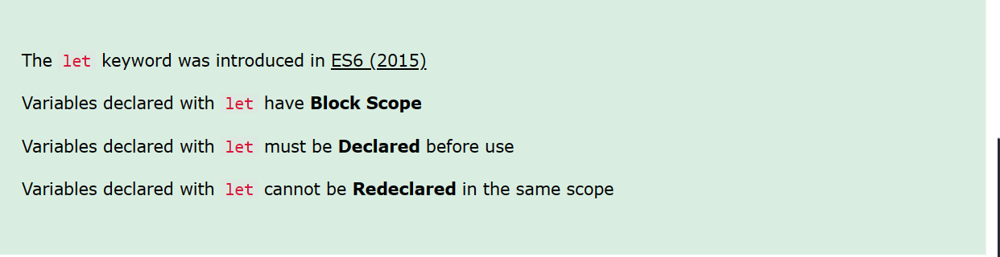 The let keyword was introduced in ES6 (2015)
Variables declared with let have Block Scope
Variables declared with let must be Declared before use
Variables declared with let cannot be Redeclared in the same scope